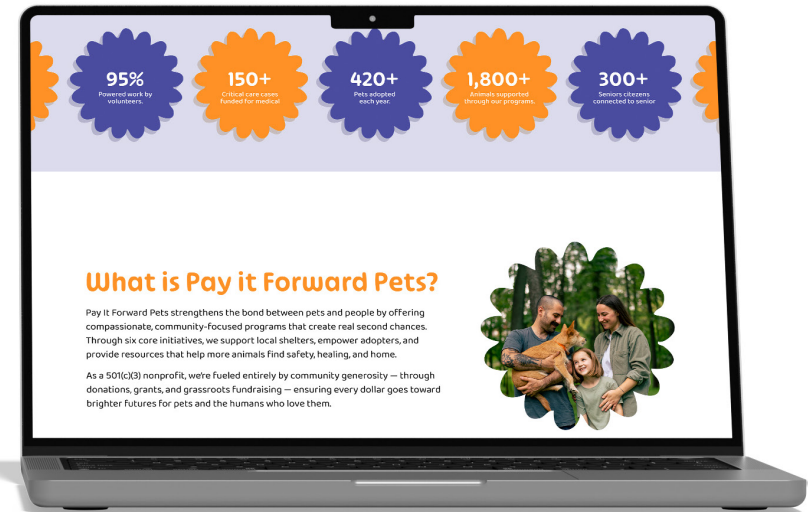 95%
Powered work by
volunteers.
150+
Critical care cases
funded for medical
420+
Pets adopted
each year.
1,800+
Animals supported
through our programs.
300+
Seniors citezens
connected to senior
What is Pay it Forward Pets?
Pay It Forward Pets strengthens the bond between pets and people by offering
compassionate, community-focused programs that create real second chances.
Through six core initiatives, we support local shelters, empower adopters, and
provide resources that help more animals find safety, healing, and home.
As a 501(c)(3) nonprofit, we're fueled entirely by community generosity — through
donations, grants, and grassroots fundraising — ensuring every dollar goes toward
brighter futures for pets and the humans who love them.